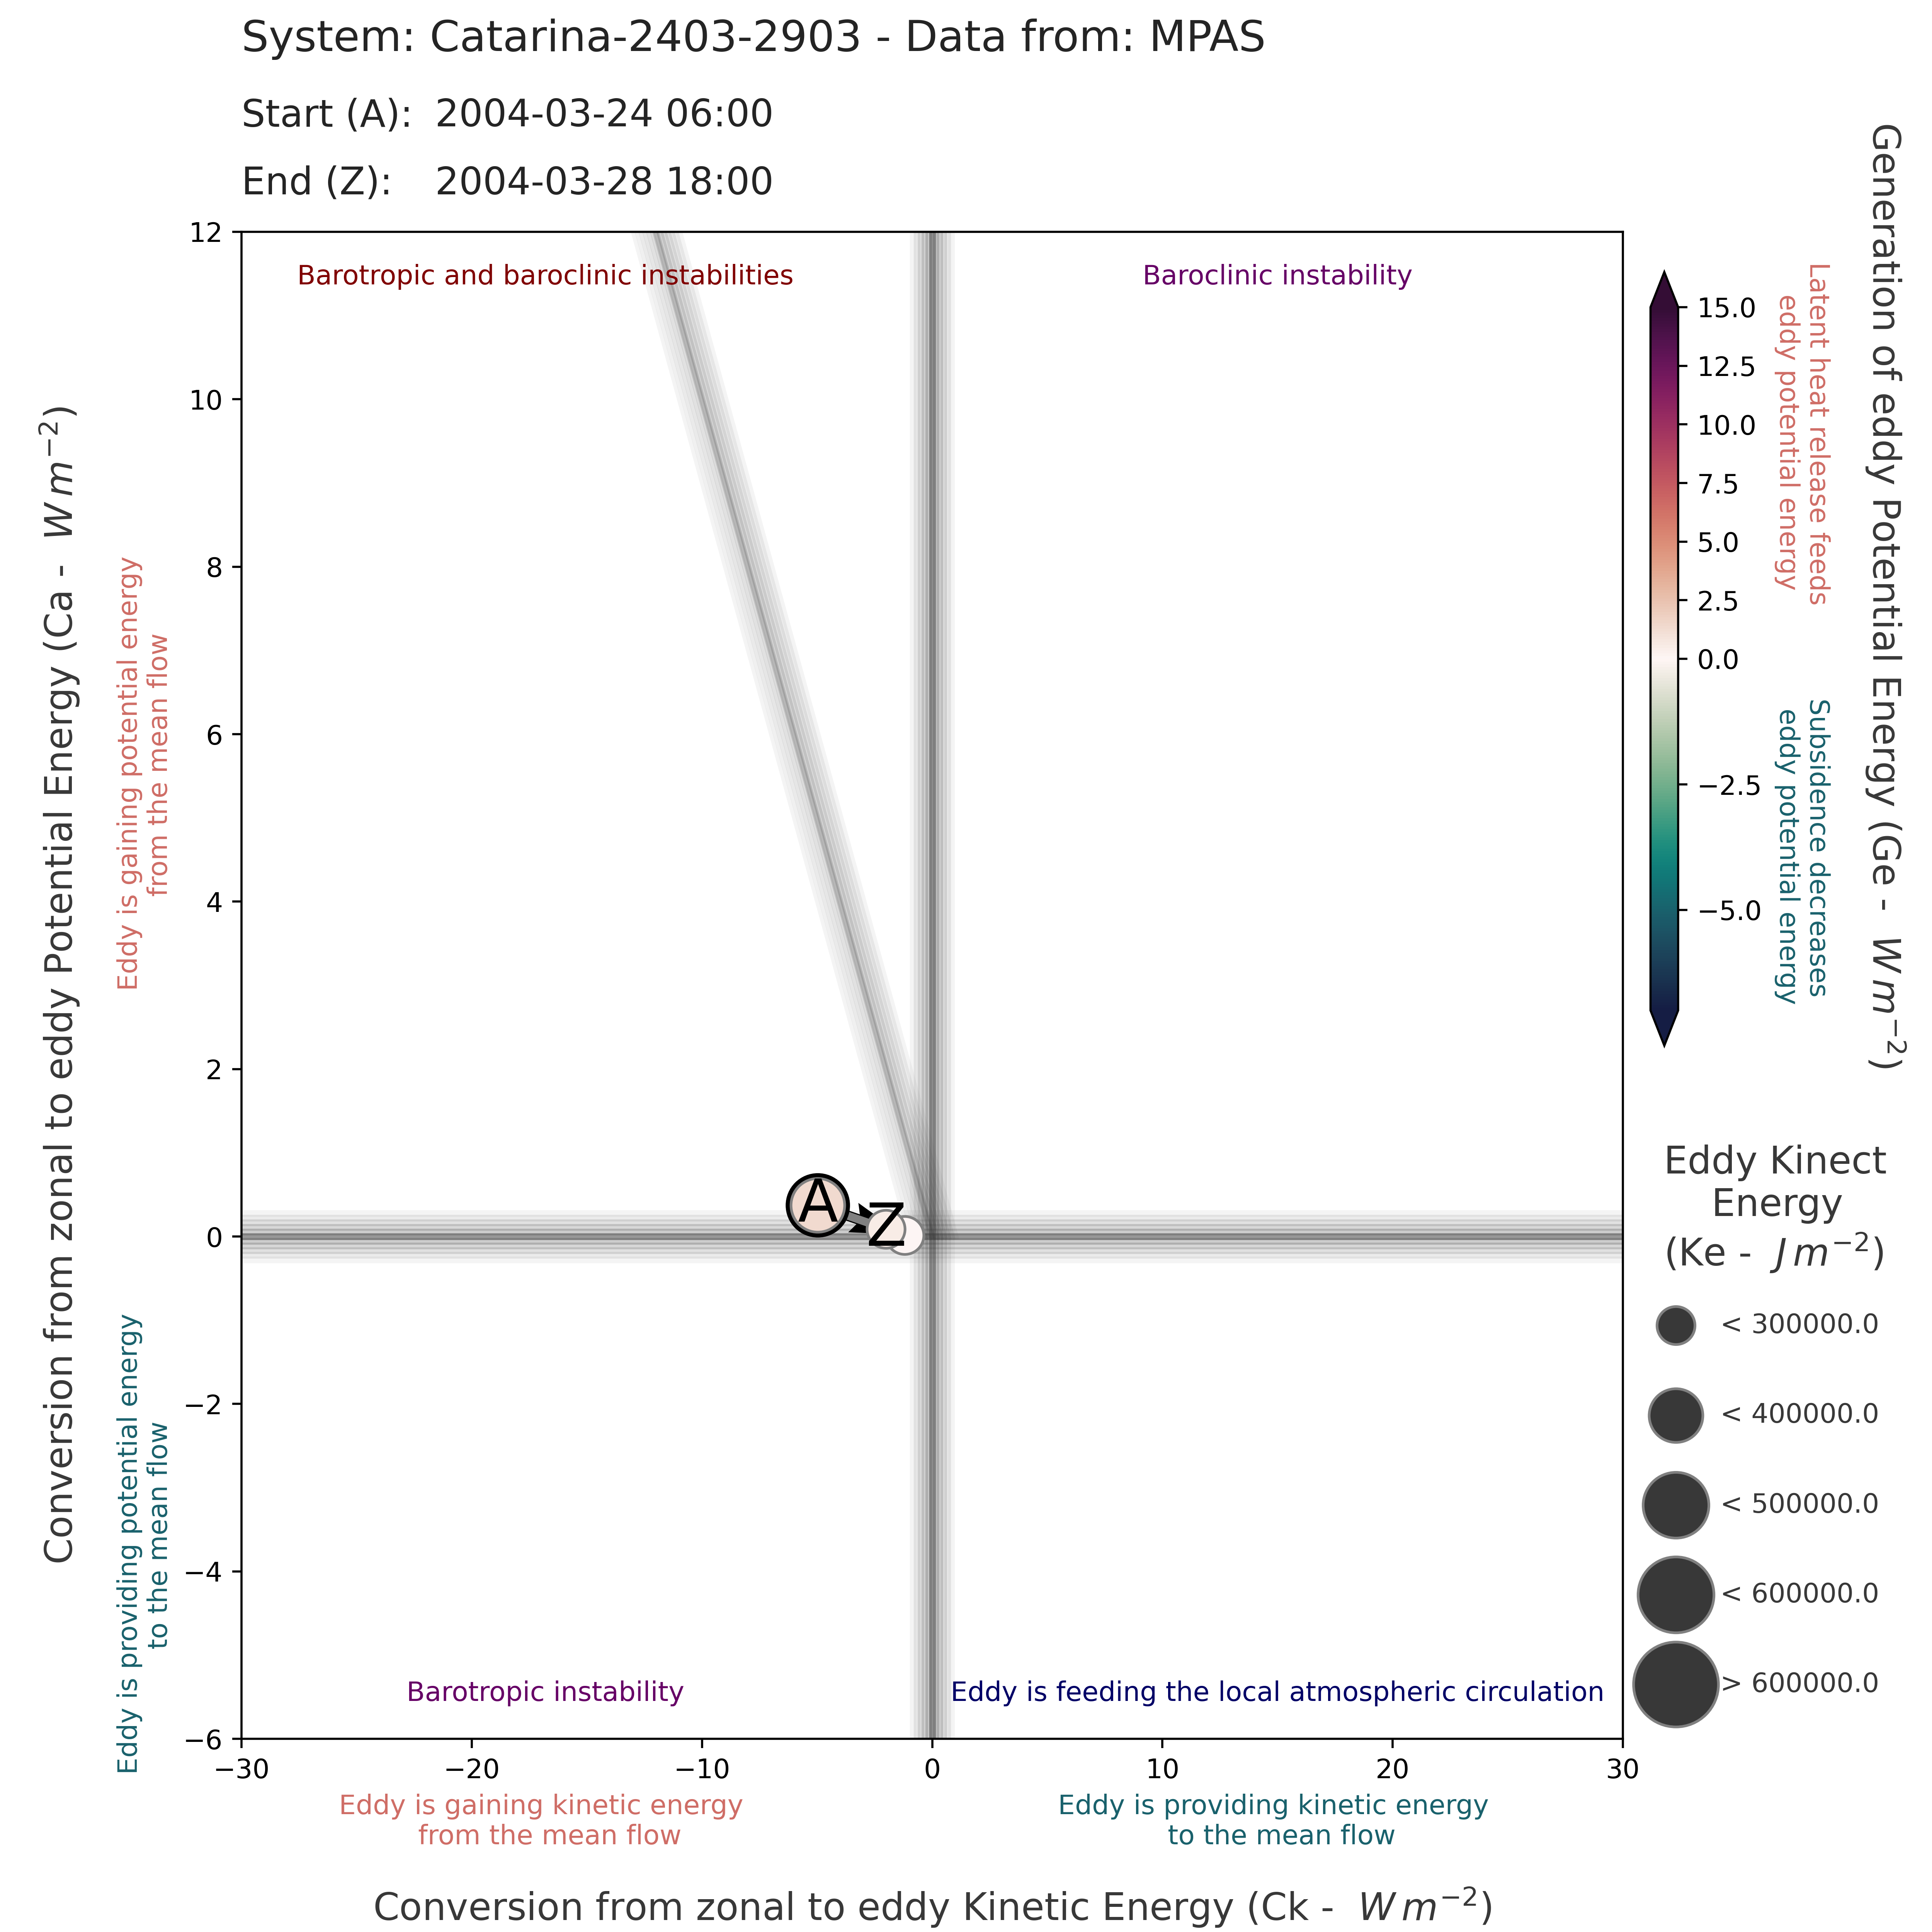 System: Catarina-2403-2903 - Data from: MPAS
Start (A): 2004-03-24 06:00
End (Z): 2004-03-28 18:00
Conversion from zonal to eddy Potential Energy (Ca - W m⁻²)
Eddy is gaining potential energy
from the mean flow
Eddy is providing potential energy
to the mean flow
12
10
8
6
4
2
0
−2
−4
−6
Barotropic and baroclinic instabilities
Baroclinic instability
A
Z
Barotropic instability
Eddy is feeding the local atmospheric circulation
−30
−20
−10
0
10
20
30
Eddy is gaining kinetic energy
from the mean flow
Eddy is providing kinetic energy
to the mean flow
Conversion from zonal to eddy Kinetic Energy (Ck - W m⁻²)
15.0
12.5
10.0
7.5
5.0
2.5
0.0
−2.5
−5.0
Latent heat release feeds
eddy potential energy
Subsidence decreases
eddy potential energy
Generation of eddy Potential Energy (Ge - W m⁻²)
Eddy Kinect
Energy
(Ke - J m⁻²)
< 300000.0
< 400000.0
< 500000.0
< 600000.0
> 600000.0